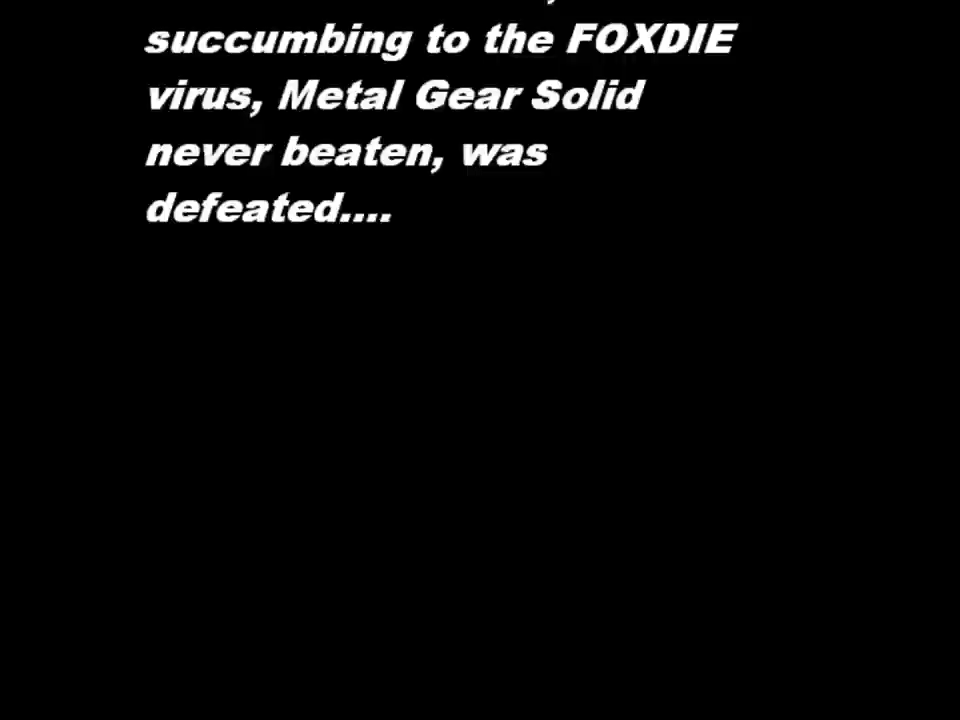 succumbing to the FOXDIE
virus, Metal Gear Solid
never beaten, was
defeated....